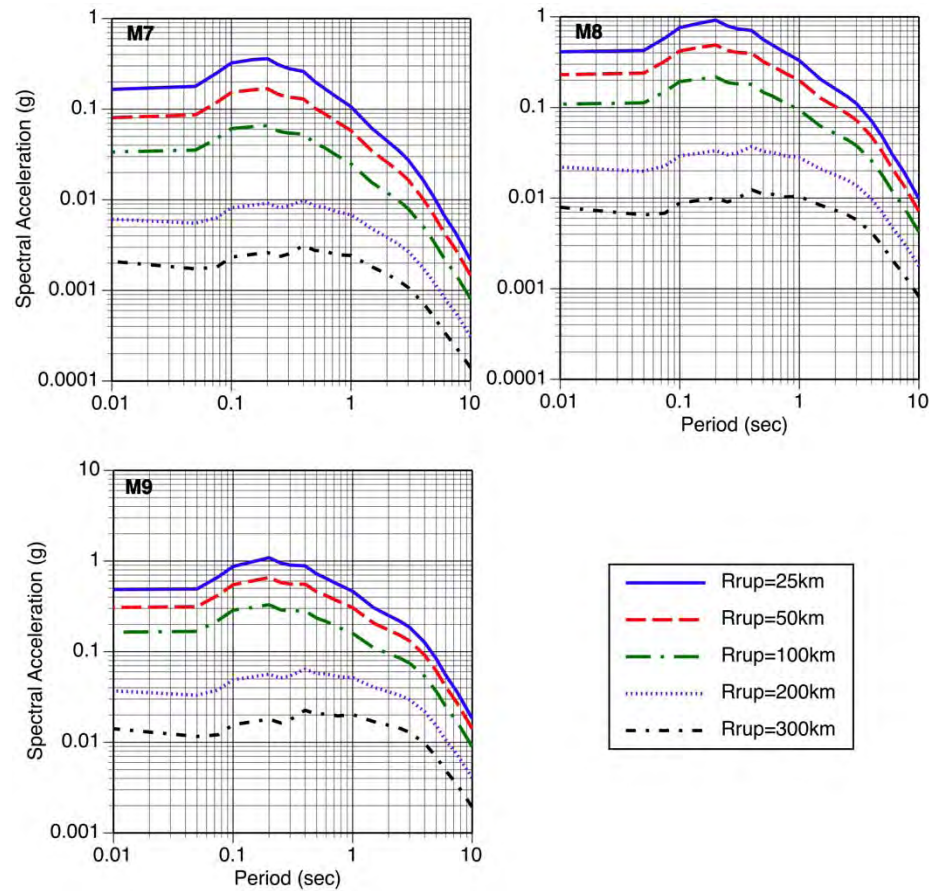 M7
1
0.1
0.01
0.001
0.0001
Spectral Acceleration (g)
0.01 0.1 1 10
M8
1
0.1
0.01
0.001
0.0001
0.01 0.1 1 10
Period (sec)
M9
10
1
0.1
0.01
0.001
Spectral Acceleration (g)
0.01 0.1 1 10
Period (sec)
Rrup=25km
Rrup=50km
Rrup=100km
Rrup=200km
Rrup=300km